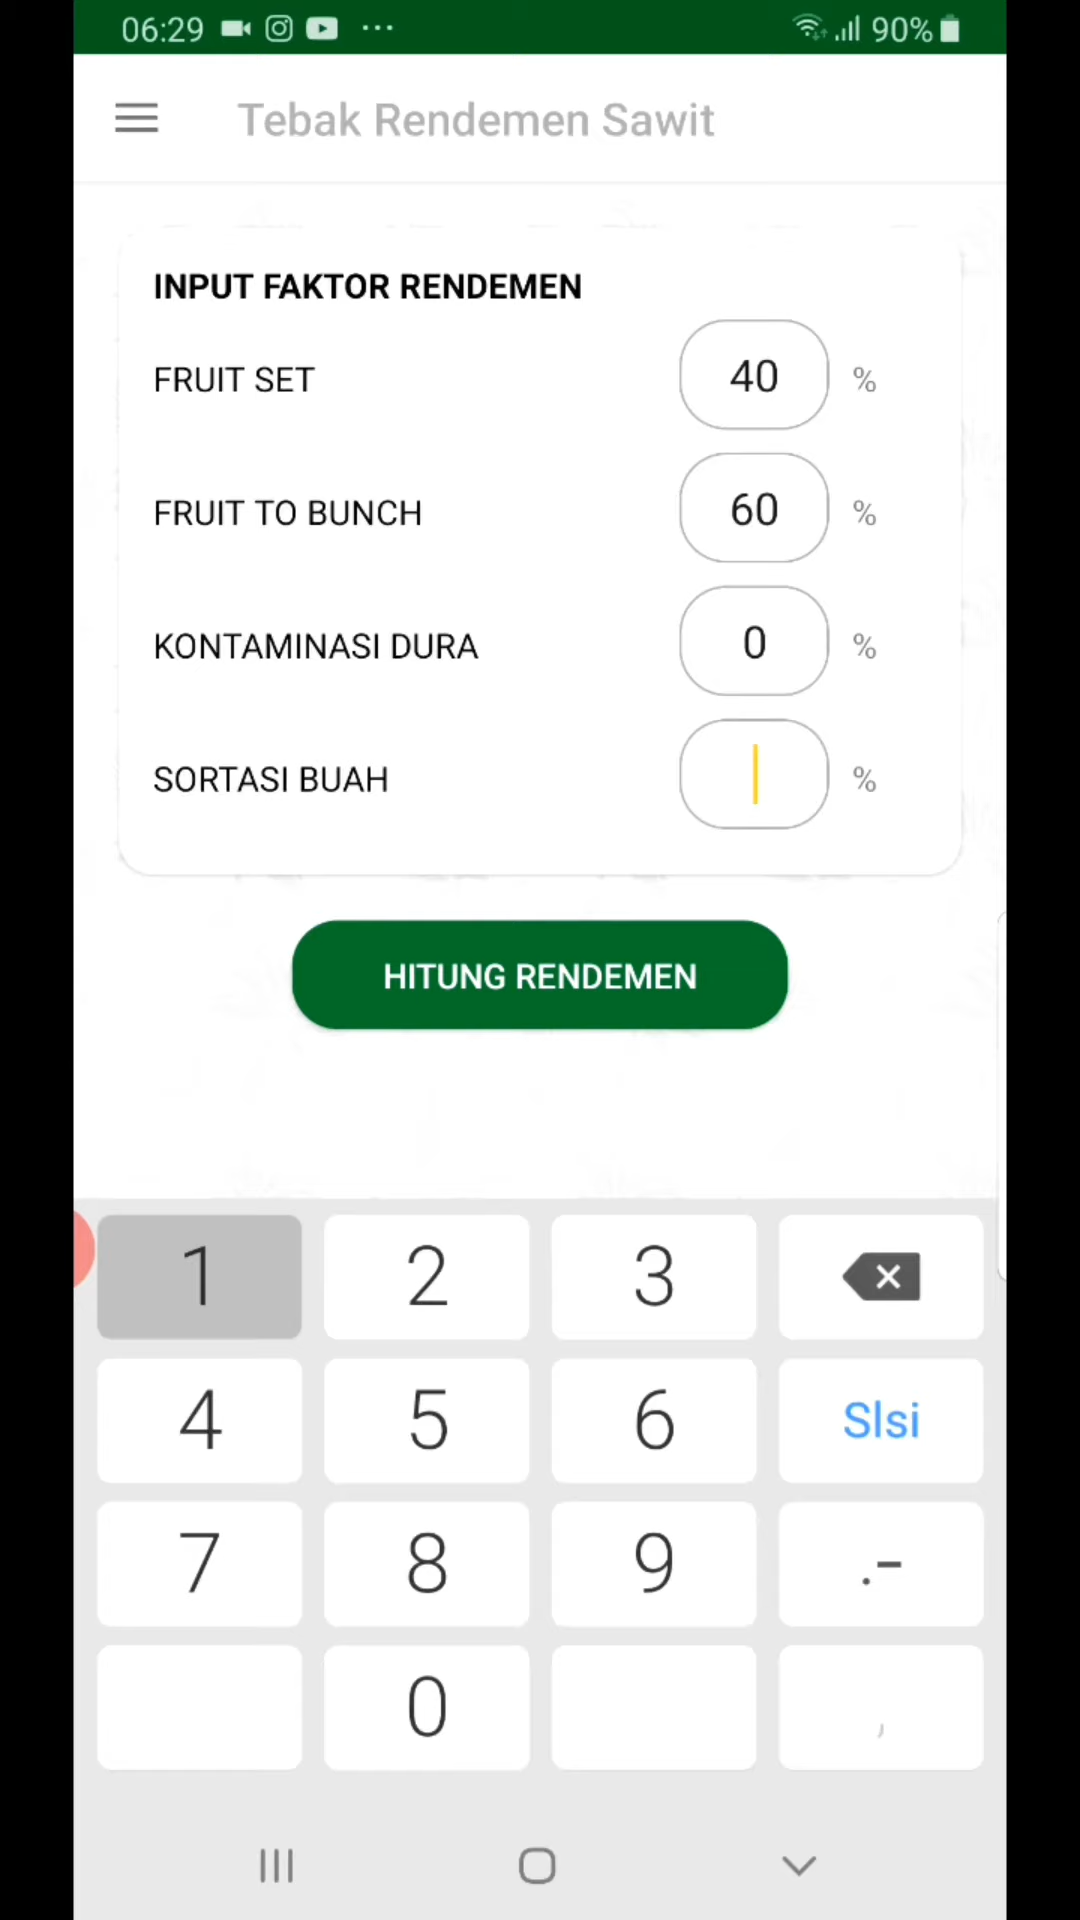 06:29 ... 90%
Tebak Rendemen Sawit
INPUT FAKTOR RENDEMEN
FRUIT SET 40 %
FRUIT TO BUNCH 60 %
KONTAMINASI DURA 0 %
SORTASI BUAH %
HITUNG RENDEMEN
1 2 3
4 5 6 Slsi
7 8 9 .-
0 ,